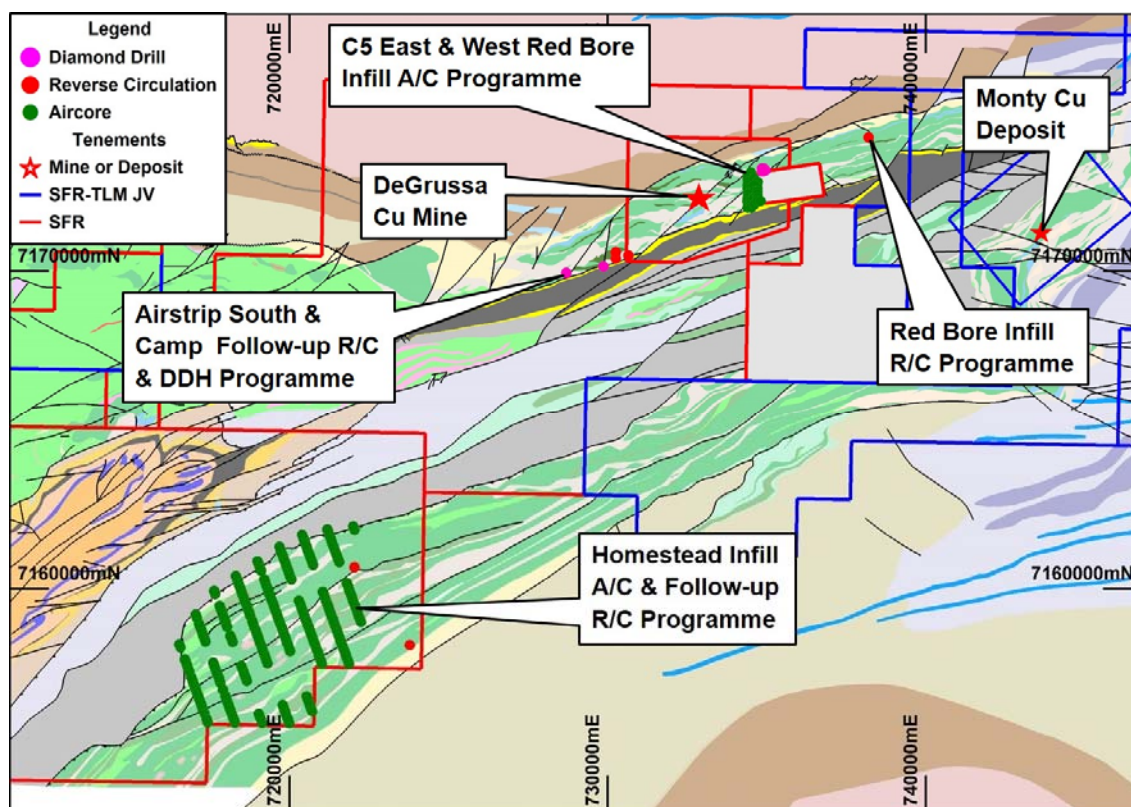 Legend
Diamond Drill
Reverse Circulation
Aircore
Tenements
Mine or Deposit
SFR-TLM JV
SFR
720000mE
C5 East & West Red Bore
Infill A/C Programme
740000mE
Monty Cu
Deposit
DeGrussa
Cu Mine
7170000mN
7170000mN
Airstrip South &
Camp Follow-up R/C
& DDH Programme
Red Bore Infill
R/C Programme
7160000mN
Homestead Infill
A/C & Follow-up
R/C Programme
7160000mN
720000mE
730000mE
740000mE